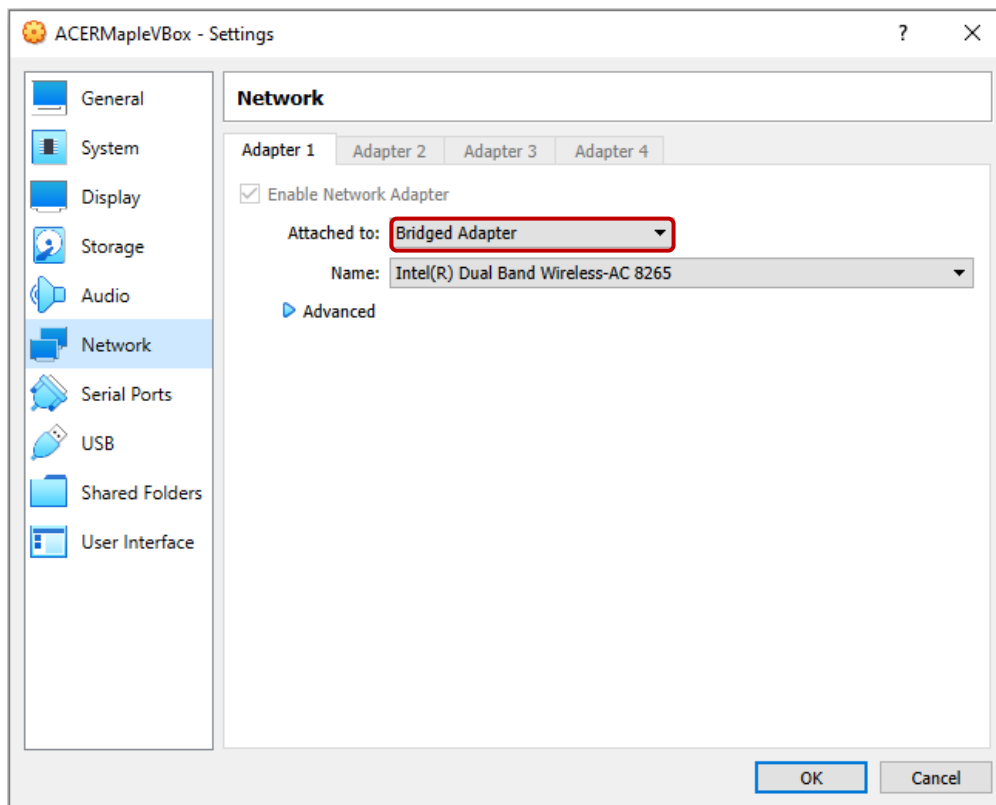 ACERMapleVBox - Settings
?
General
System
Display
Storage
Audio
Network
Serial Ports
USB
Shared Folders
User Interface
Network
Adapter 1 Adapter 2 Adapter 3 Adapter 4
Enable Network Adapter
Attached to: Bridged Adapter
Name: Intel(R) Dual Band Wireless-AC 8265
Advanced
OK Cancel